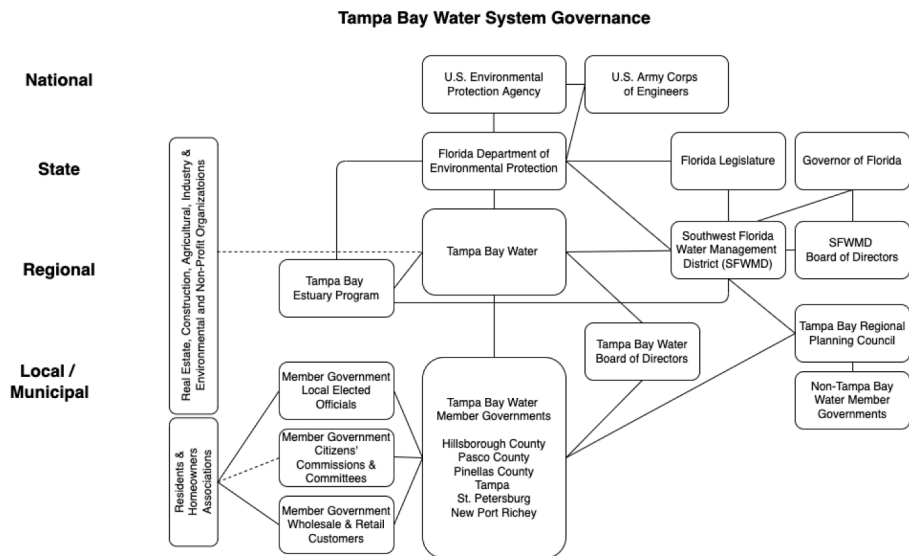 Tampa Bay Water System Governance
National
U.S. Environmental
Protection Agency
U.S. Army Corps
of Engineers
State
Florida Department of
Environmental Protection
Florida Legislature
Governor of Florida
Real Estate, Construction, Agricultural, Industry &
Environmental and Non-Profit Organizatoions
Regional
Tampa Bay Water
Southwest Florida
Water Management
District (SFWMD)
SFWMD
Board of Directors
Tampa Bay
Estuary Program
Tampa Bay Water
Board of Directors
Tampa Bay Regional
Planning Council
Local /
Municipal
Member Government
Local Elected
Officials
Tampa Bay Water
Member Governments
Hillsborough County
Pasco County
Pinellas County
Tampa
St. Petersburg
New Port Richey
Non-Tampa Bay
Water Member
Governments
Residents &
Homeowners
Associations
Member Government
Citizens'
Commissions &
Committees
Member Government
Wholesale & Retail
Customers